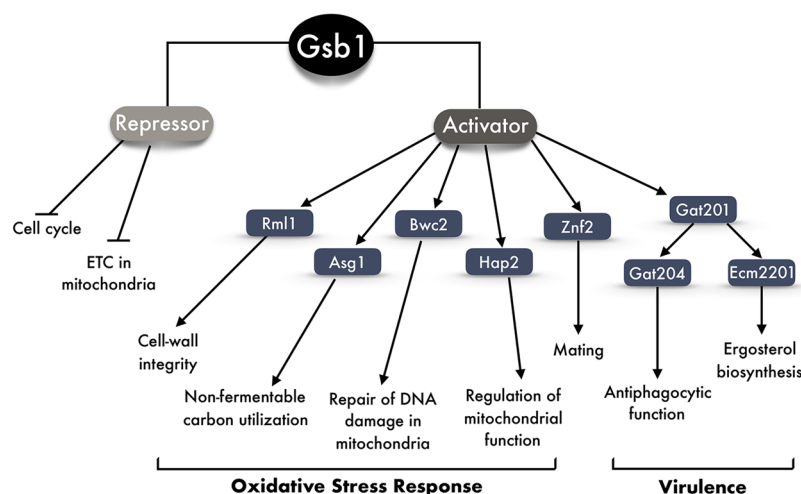 Gsb1
Repressor
Activator
Cell cycle
ETC in
mitochondria
Rml1
Asg1
Bwc2
Hap2
Znf2
Gat201
Gat204
Ecm2201
Cell-wall
integrity
Non-fermentable
carbon utilization
Repair of DNA
damage in
mitochondria
Regulation of
mitochondrial
function
Mating
Antiphagocytic
function
Ergosterol
biosynthesis
Oxidative Stress Response
Virulence